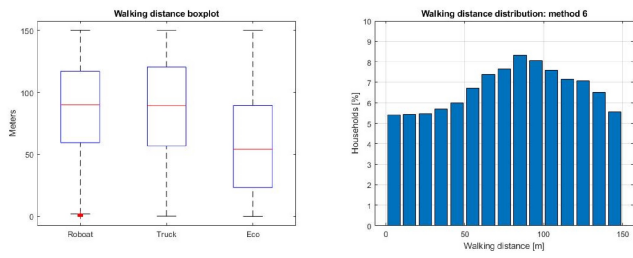 Walking distance boxplot
150
100
50
0
Meters
Roboat
Truck
Eco
Walking distance distribution: method 6
10
9
8
7
6
5
4
3
2
1
0
Households [%]
0
50
100
150
Walking distance [m]